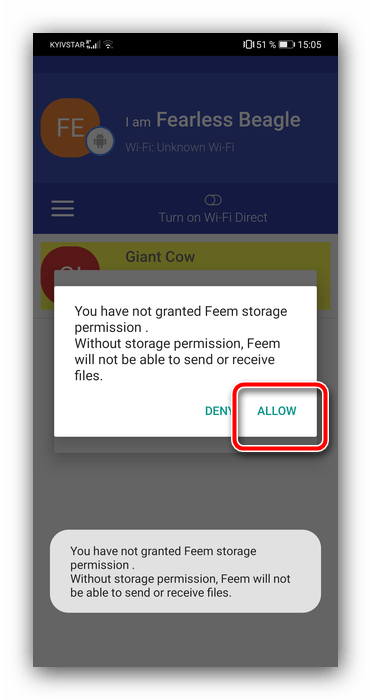 KYIVSTAR 51 % 15:05
FE
I am Fearless Beagle
Wi-Fi: Unknown Wi-Fi
Turn on Wi-Fi Direct
Giant Cow
You have not granted Feem storage
permission .
Without storage permission, Feem
will not be able to send or receive
files.
DENY ALLOW
You have not granted Feem storage
permission .
Without storage permission, Feem will not
be able to send or receive files.